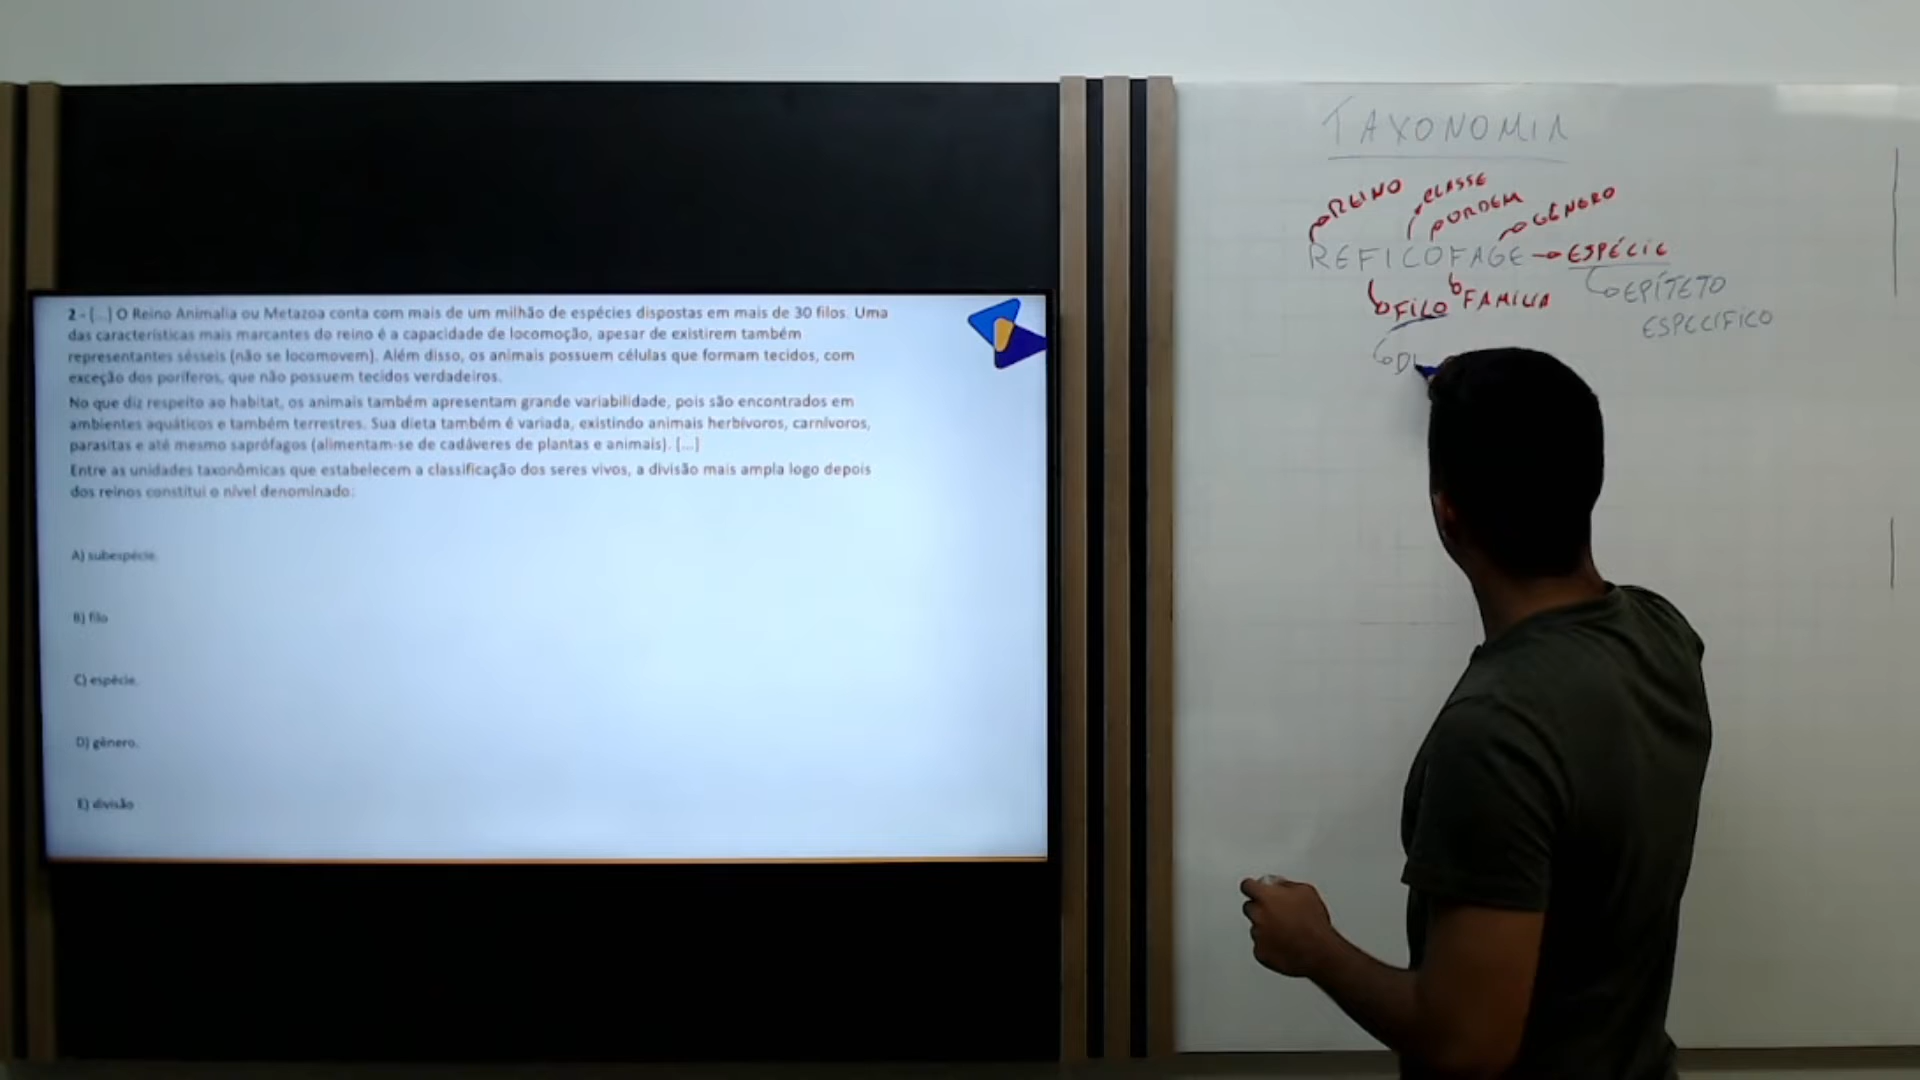 2 - [...] O Reino Animalia ou Metazoa conta com mais de um milhão de espécies dispostas em mais de 30 filos. Uma
das características mais marcantes do reino é a capacidade de locomoção, apesar de existirem também
representantes sésseis (não se locomovem). Além disso, os animais possuem células que formam tecidos, com
exceção dos poríferos, que não possuem tecidos verdadeiros.
No que diz respeito ao habitat, os animais também apresentam grande variabilidade, pois são encontrados em
ambientes aquáticos e também terrestres. Sua dieta também é variada, existindo animais herbívoros, carnívoros,
parasitas e até mesmo saprófagos (alimentam-se de cadáveres de plantas e animais). [...]
Entre as unidades taxonômicas que estabelecem a classificação dos seres vivos, a divisão mais ampla logo depois
dos reinos constitui o nível denominado:
A) subespécie.
B) filo
C) espécie.
D) gênero.
E) divisão
TAXONOMIA
REINO
CLASSE
ORDEM
GÊNERO
REFICOFAGE → ESPÉCIE
FILO
FAMÍLIA
EPÍTETO
ESPECÍFICO
DI